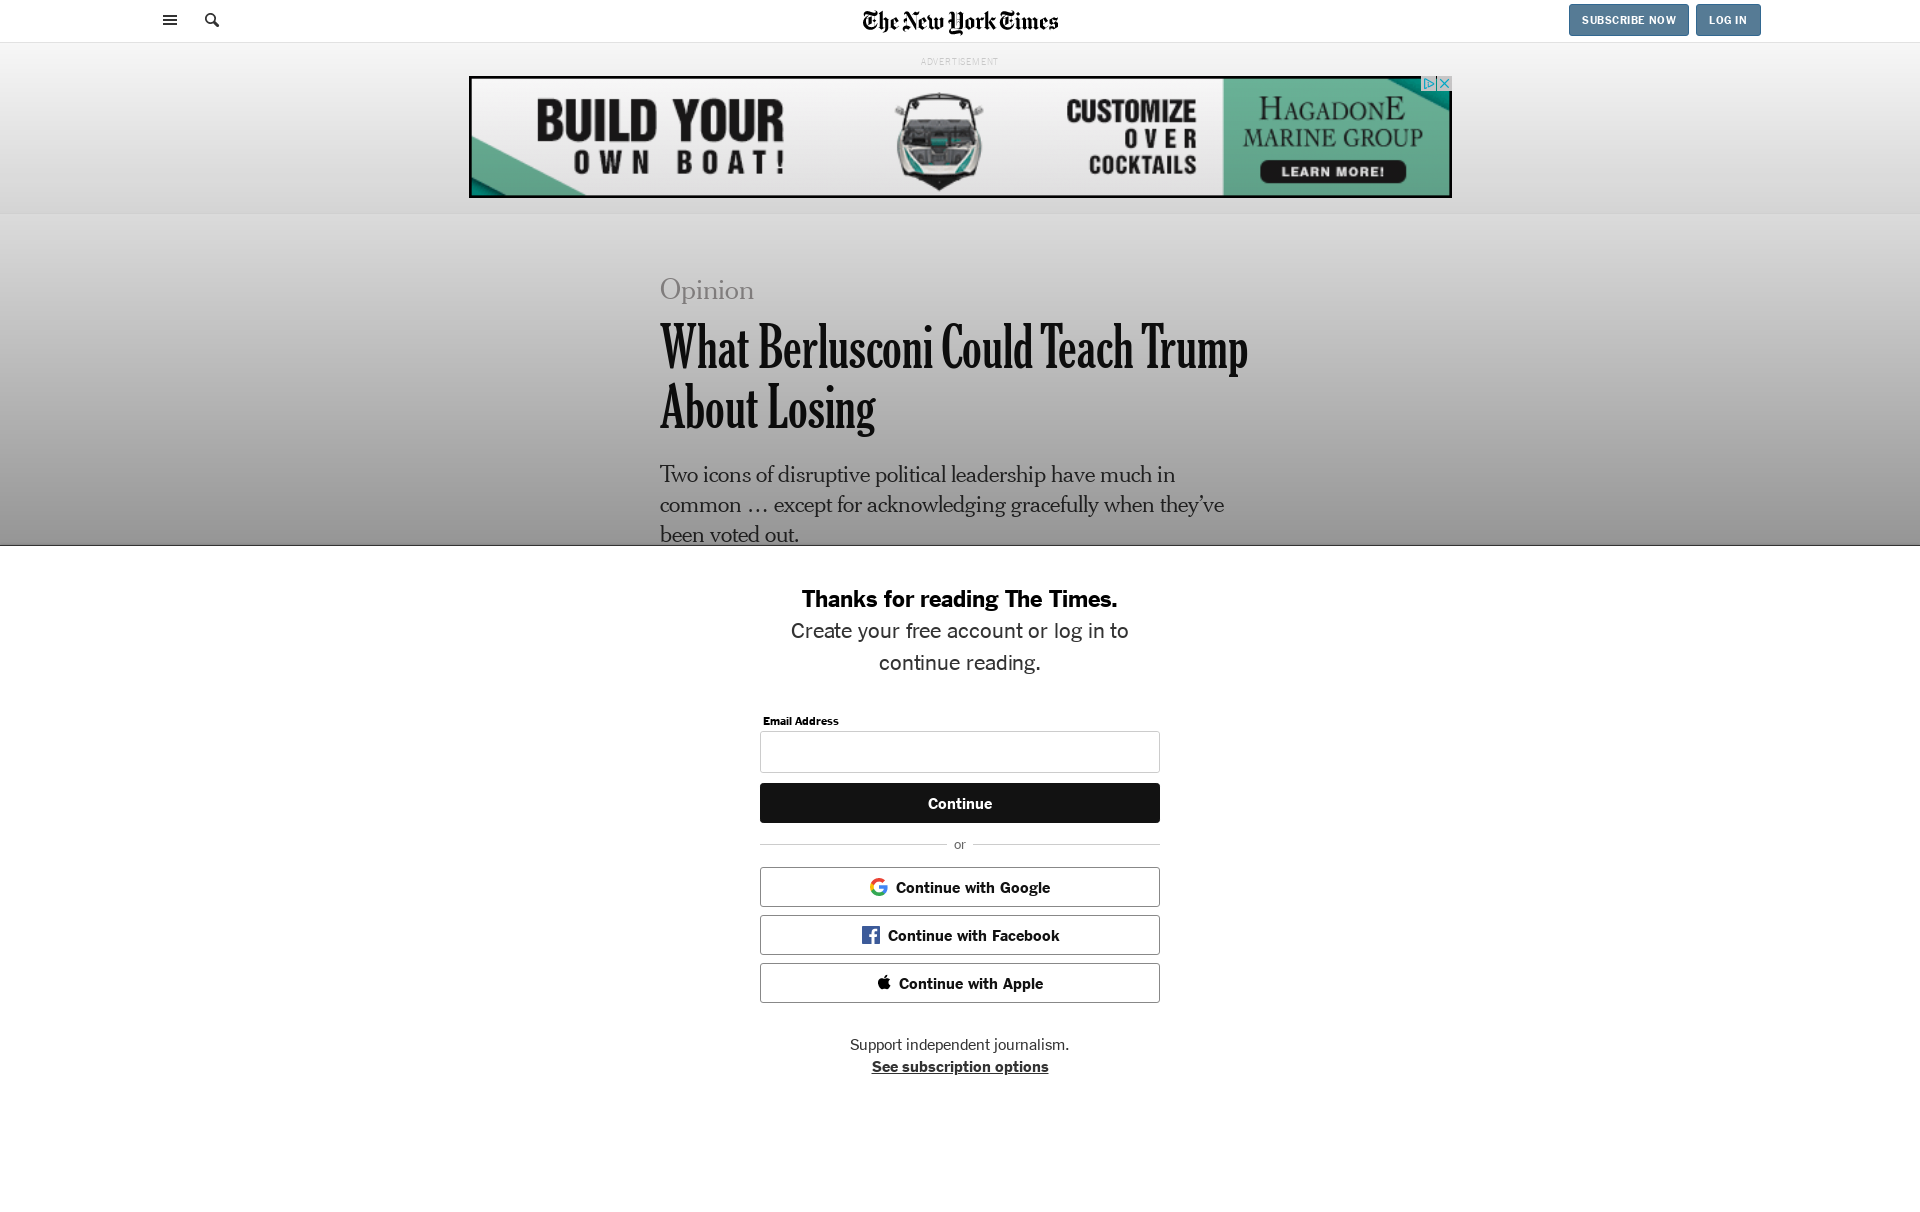 The New York Times
SUBSCRIBE NOW
LOG IN
ADVERTISEMENT
BUILD YOUR
OWN BOAT!
CUSTOMIZE
OVER
COCKTAILS
HAGADONE
MARINE GROUP
LEARN MORE!
Opinion
What Berlusconi Could Teach Trump
About Losing
Two icons of disruptive political leadership have much in
common … except for acknowledging gracefully when they’ve
been voted out.
Thanks for reading The Times.
Create your free account or log in to
continue reading.
Email Address
Continue
or
Continue with Google
Continue with Facebook
Continue with Apple
Support independent journalism.
See subscription options